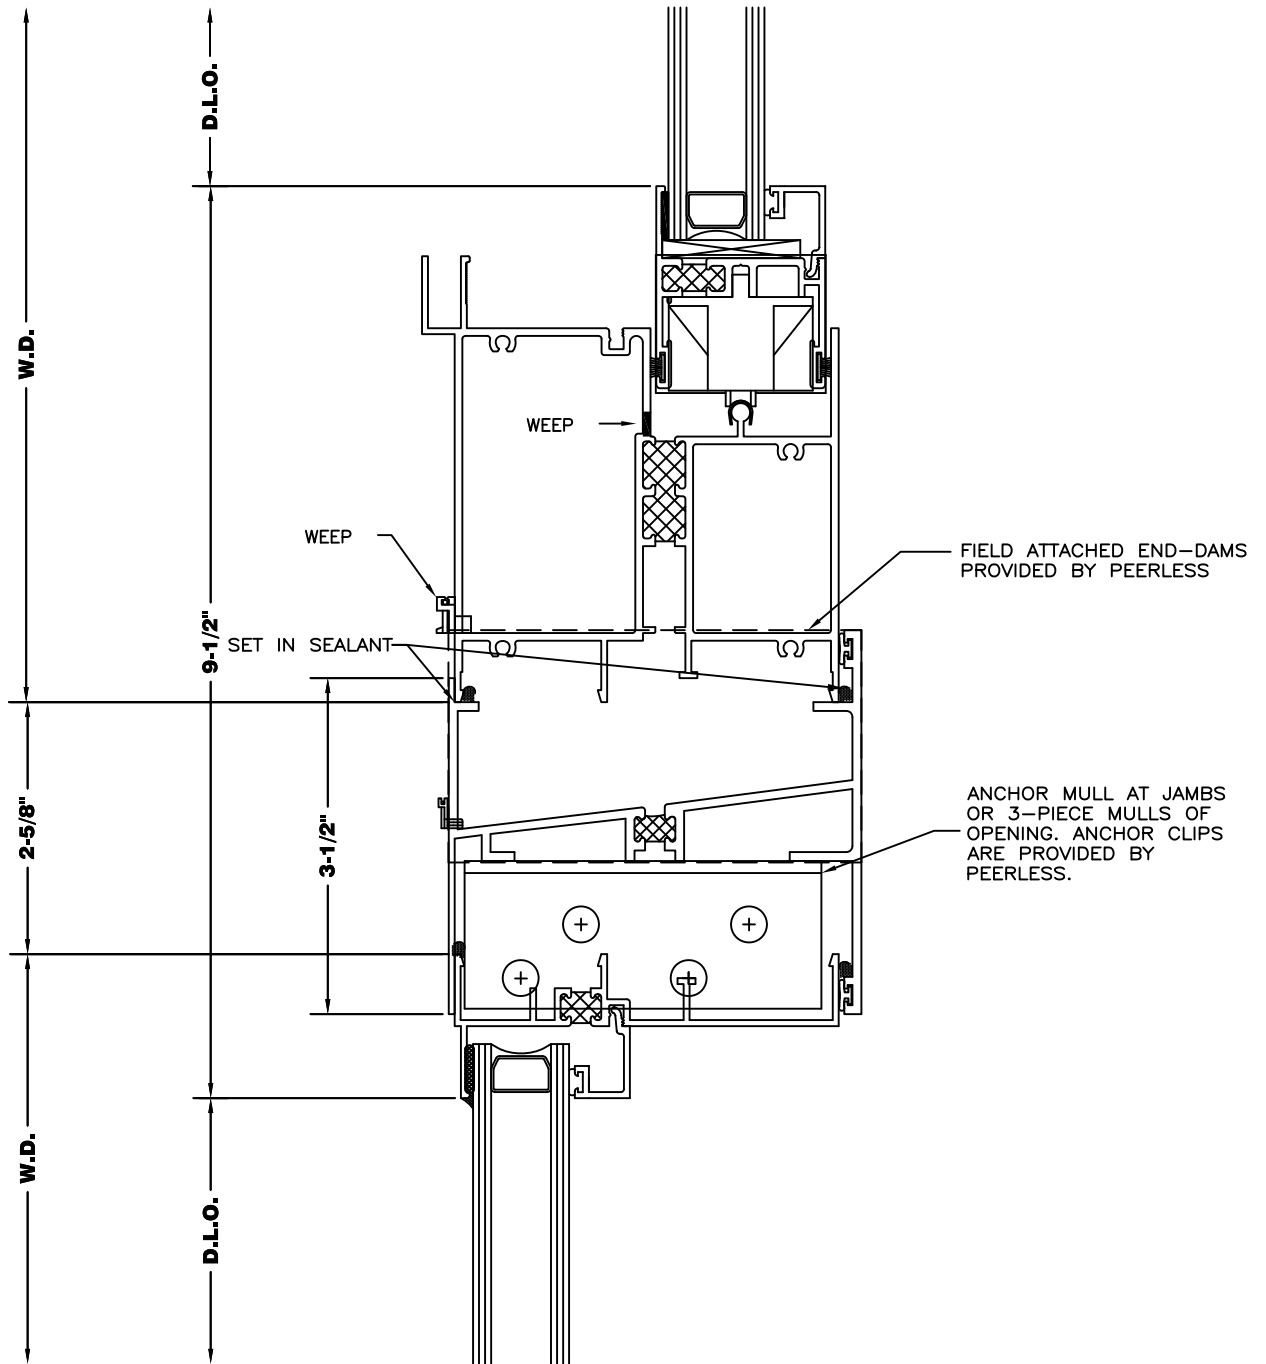 D.L.O.
W.D.
WEEP
WEEP
FIELD ATTACHED END-DAMS
PROVIDED BY PEERLESS
9-1/2"
SET IN SEALANT
2-5/8"
3-1/2"
ANCHOR MULL AT JAMBS
OR 3-PIECE MULLS OF
OPENING. ANCHOR CLIPS
ARE PROVIDED BY
PEERLESS.
W.D.
D.L.O.